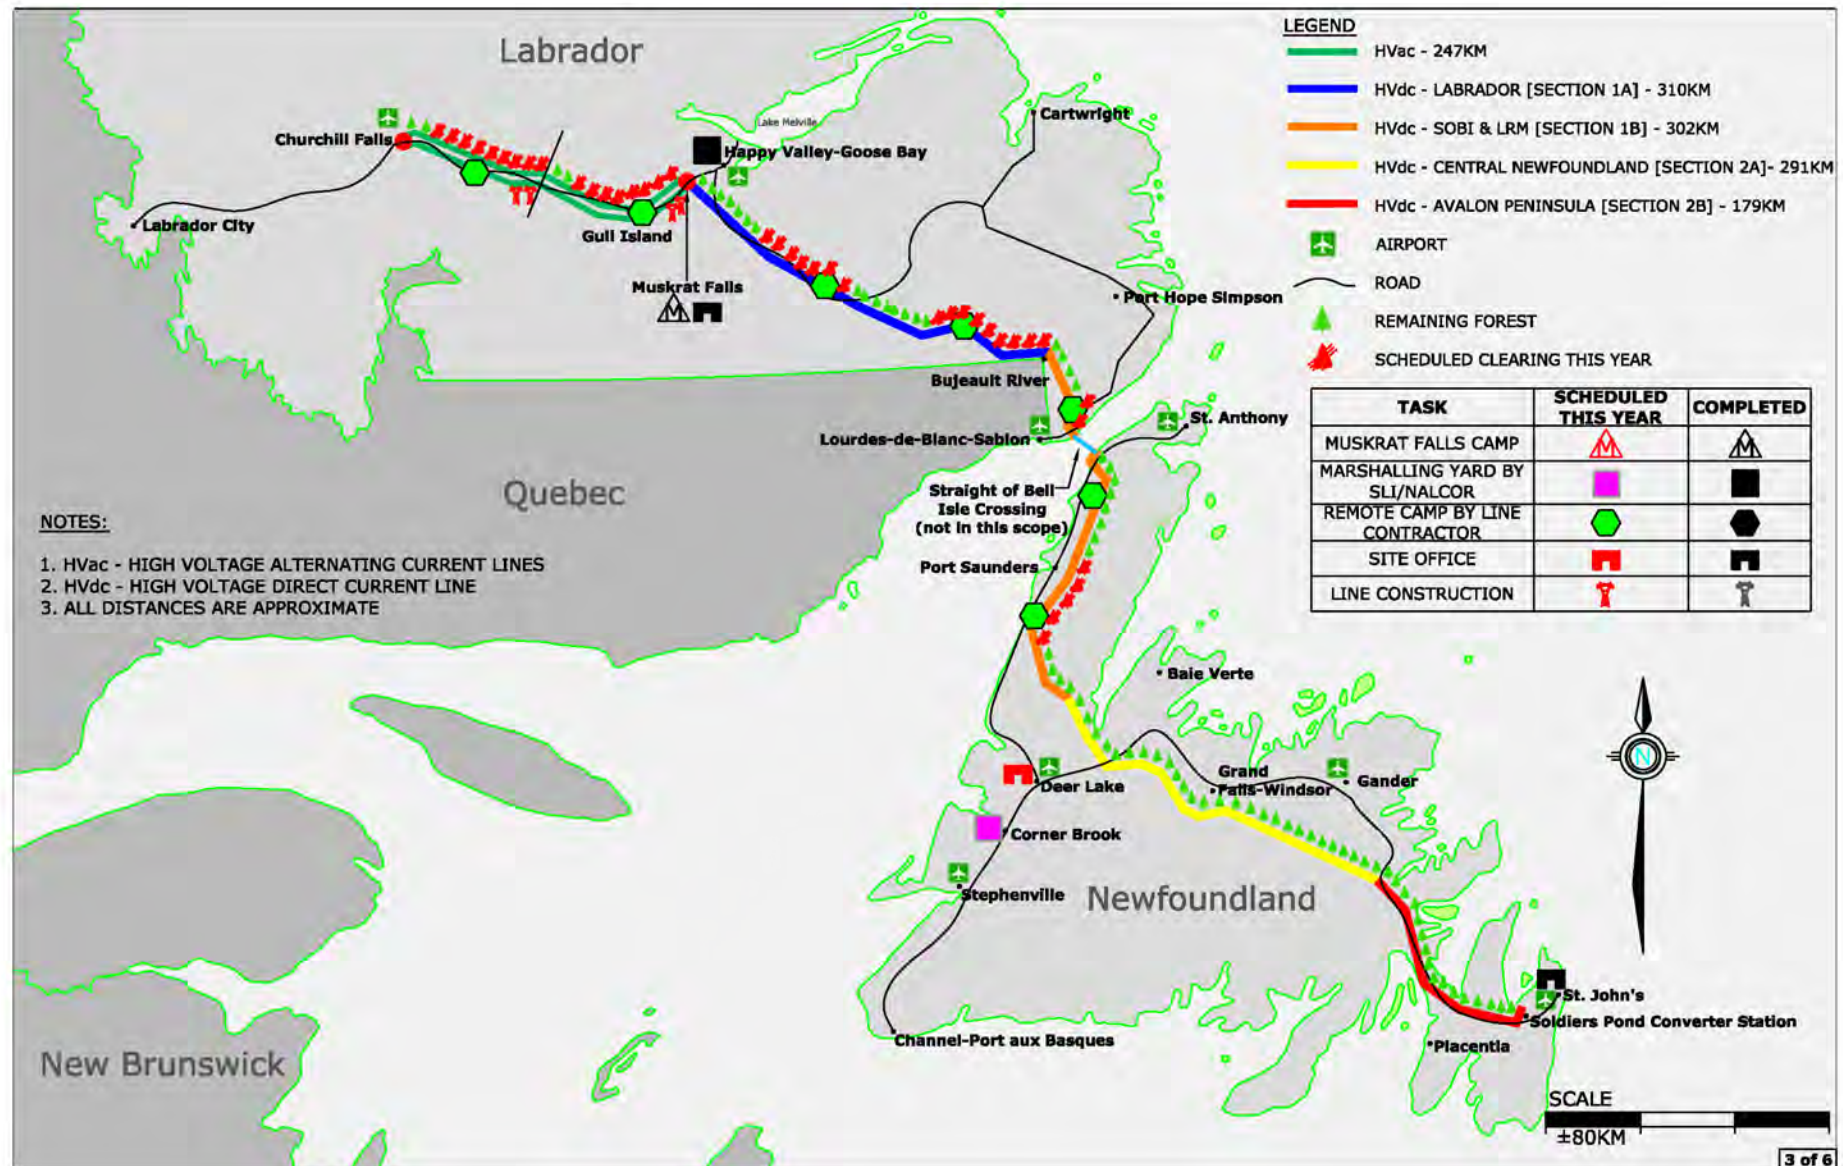 Labrador
Churchill Falls
Labrador City
Gull Island
Muskrat Falls
Lake Melville
Happy Valley-Goose Bay
Cartwright
Port Hope Simpson
Bujeault River
Lourdes-de-Blanc-Sablon
St. Anthony
Quebec
Straight of Bell
Isle Crossing
(not in this scope)
Port Saunders
Baie Verte
Deer Lake
Grand
Falls-Windsor
Gander
Corner Brook
Stephenville
Newfoundland
Channel-Port aux Basques
St. John's
Soldiers Pond Converter Station
Placentia
New Brunswick
NOTES:
1. HVac - HIGH VOLTAGE ALTERNATING CURRENT LINES
2. HVdc - HIGH VOLTAGE DIRECT CURRENT LINE
3. ALL DISTANCES ARE APPROXIMATE
LEGEND
HVac - 247KM
HVdc - LABRADOR [SECTION 1A] - 310KM
HVdc - SOBI & LRM [SECTION 1B] - 302KM
HVdc - CENTRAL NEWFOUNDLAND [SECTION 2A]- 291KM
HVdc - AVALON PENINSULA [SECTION 2B] - 179KM
AIRPORT
ROAD
REMAINING FOREST
SCHEDULED CLEARING THIS YEAR
TASK
SCHEDULED
THIS YEAR
COMPLETED
MUSKRAT FALLS CAMP
MARSHALLING YARD BY
SLI/NALCOR
REMOTE CAMP BY LINE
CONTRACTOR
SITE OFFICE
LINE CONSTRUCTION
N
SCALE
±80KM
3 of 6